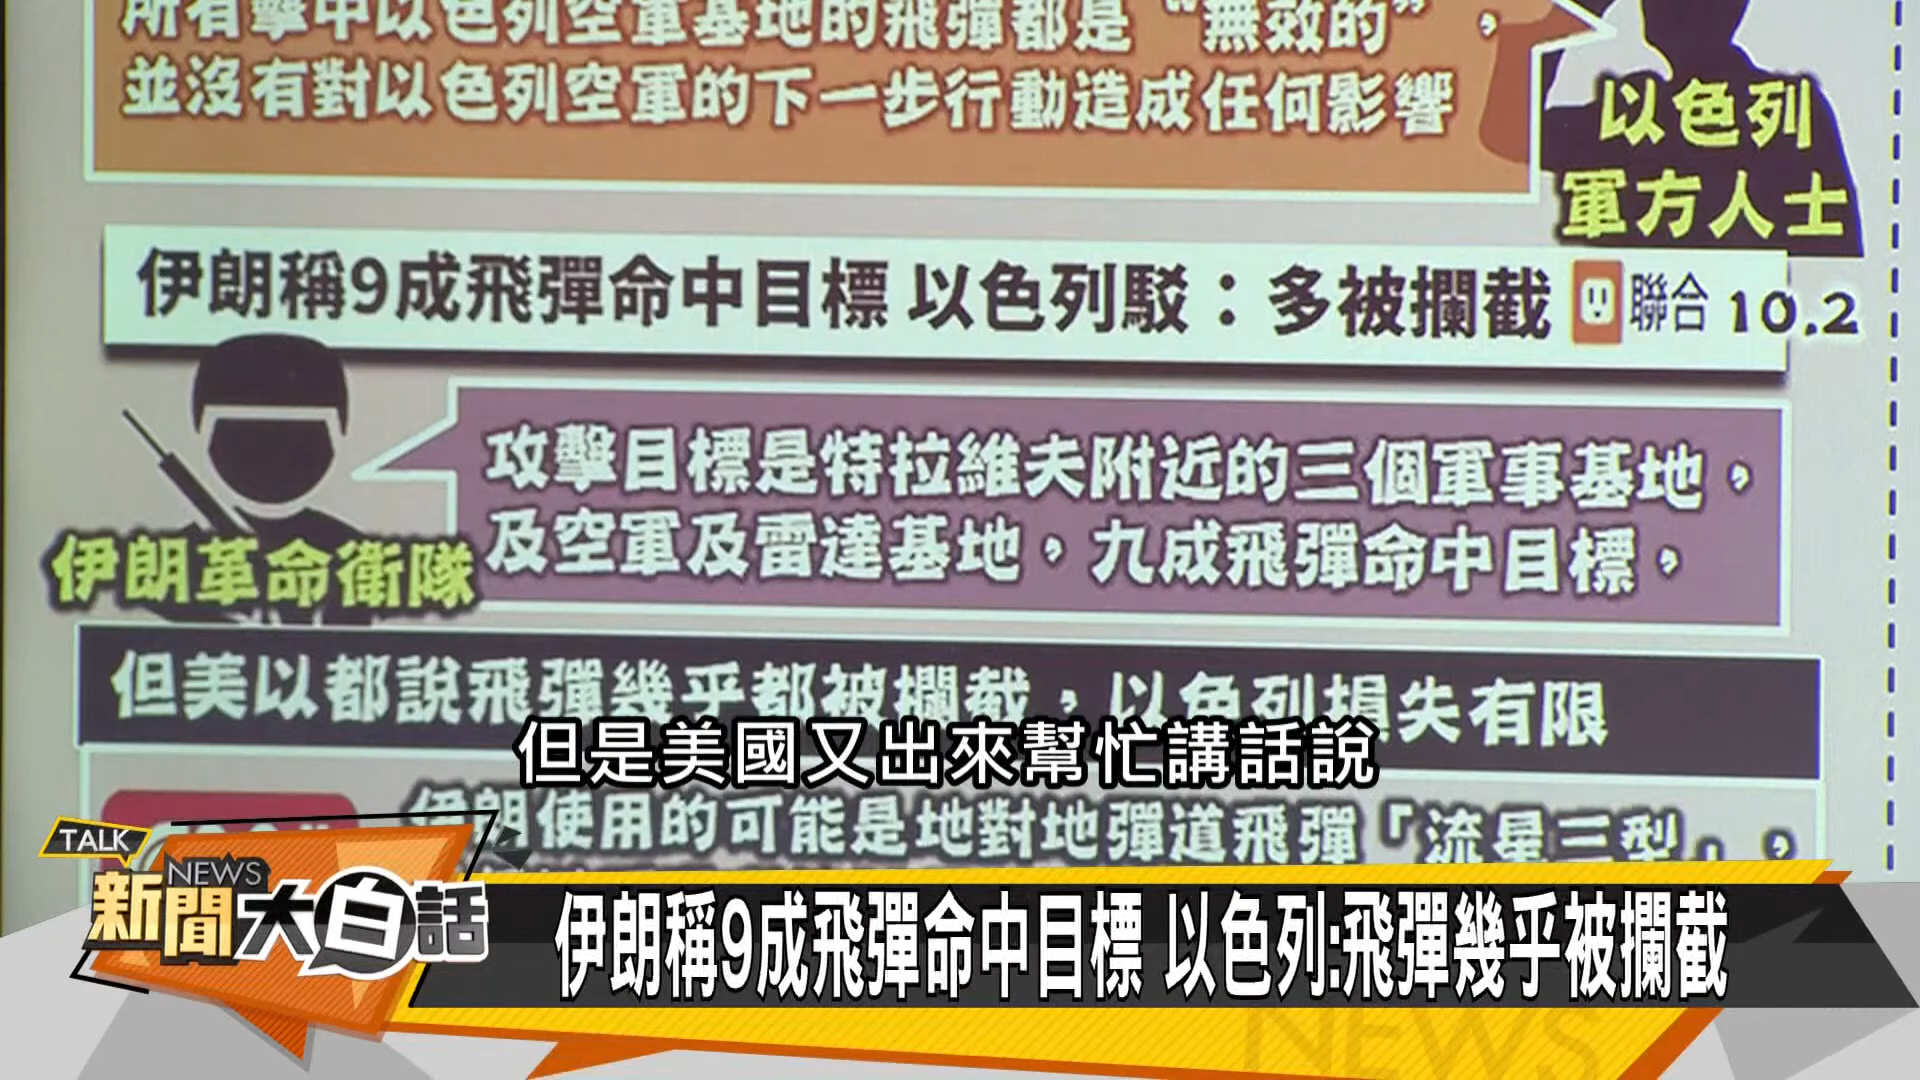 所有擊中以色列空軍基地的飛彈都是“無效的”，
並沒有對以色列空軍的下一步行動造成任何影響
以色列
軍方人士
伊朗稱9成飛彈命中目標 以色列駁：多被攔截 聯合 10.2
攻擊目標是特拉維夫附近的三個軍事基地，
及空軍及雷達基地，九成飛彈命中目標，
伊朗革命衛隊
但美以都說飛彈幾乎都被攔截，以色列損失有限
但是美國又出來幫忙講話說
伊朗使用的可能是地對地彈道飛彈「流星三型」，
TALK
NEWS
新聞大白話
伊朗稱9成飛彈命中目標 以色列:飛彈幾乎被攔截
NEWS